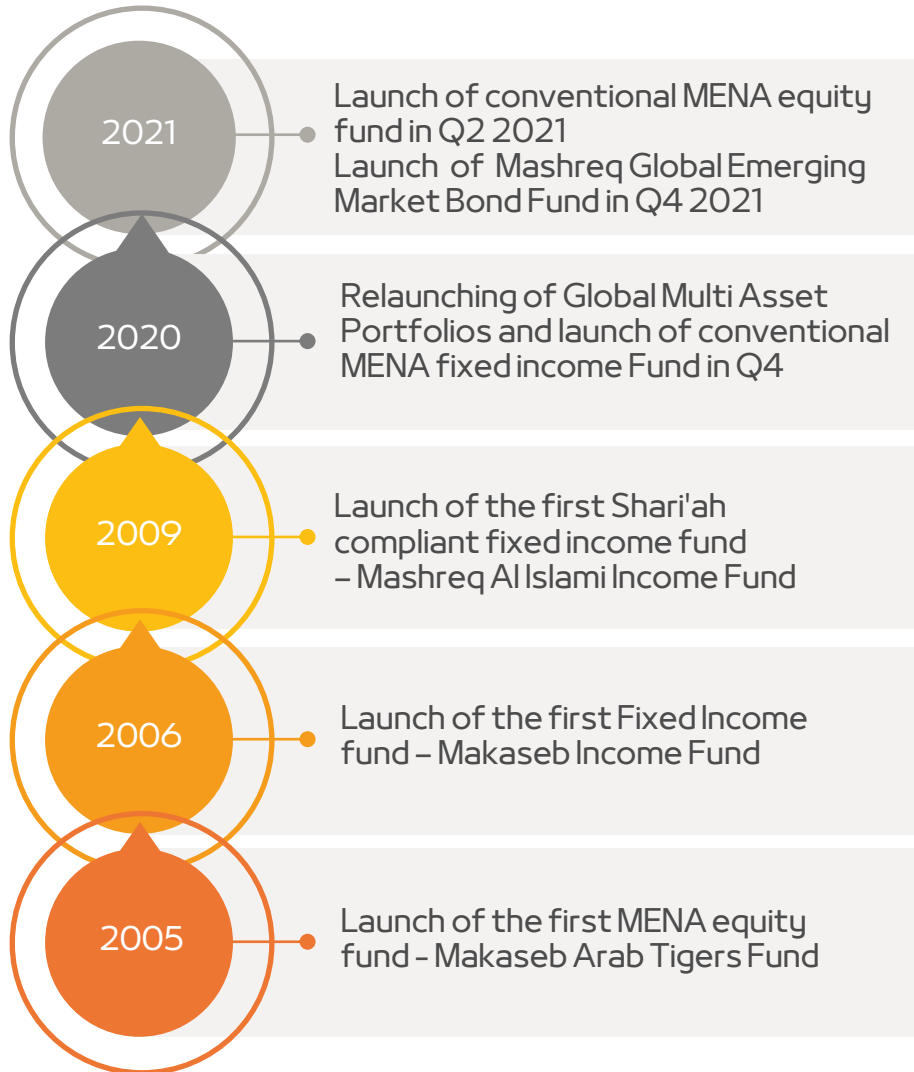 2021
Launch of conventional MENA equity
fund in Q2 2021
Launch of Mashreq Global Emerging
Market Bond Fund in Q4 2021
2020
Relaunching of Global Multi Asset
Portfolios and launch of conventional
MENA fixed income Fund in Q4
2009
Launch of the first Shari'ah
compliant fixed income fund
– Mashreq Al Islami Income Fund
2006
Launch of the first Fixed Income
fund – Makaseb Income Fund
2005
Launch of the first MENA equity
fund - Makaseb Arab Tigers Fund